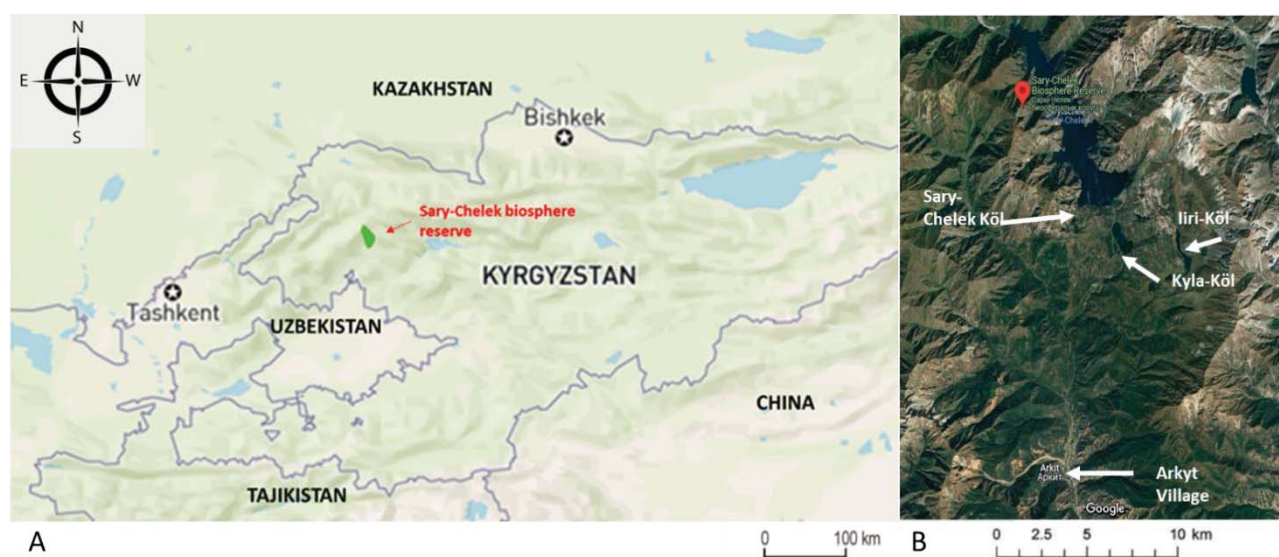 N
E
W
S
KAZAKHSTAN
Bishkek
Sary-Chelek biosphere
reserve
KYRGYZSTAN
Tashkent
UZBEKISTAN
CHINA
TAJIKISTAN
A
0 100 km
Sary-Chelek
Biosphere Reserve
Sary-
Chelek Köl
Iiri-Köl
Kyla-Köl
Arkit
Аркит
Arkyt
Village
Google
B
0 2.5 5 10 km